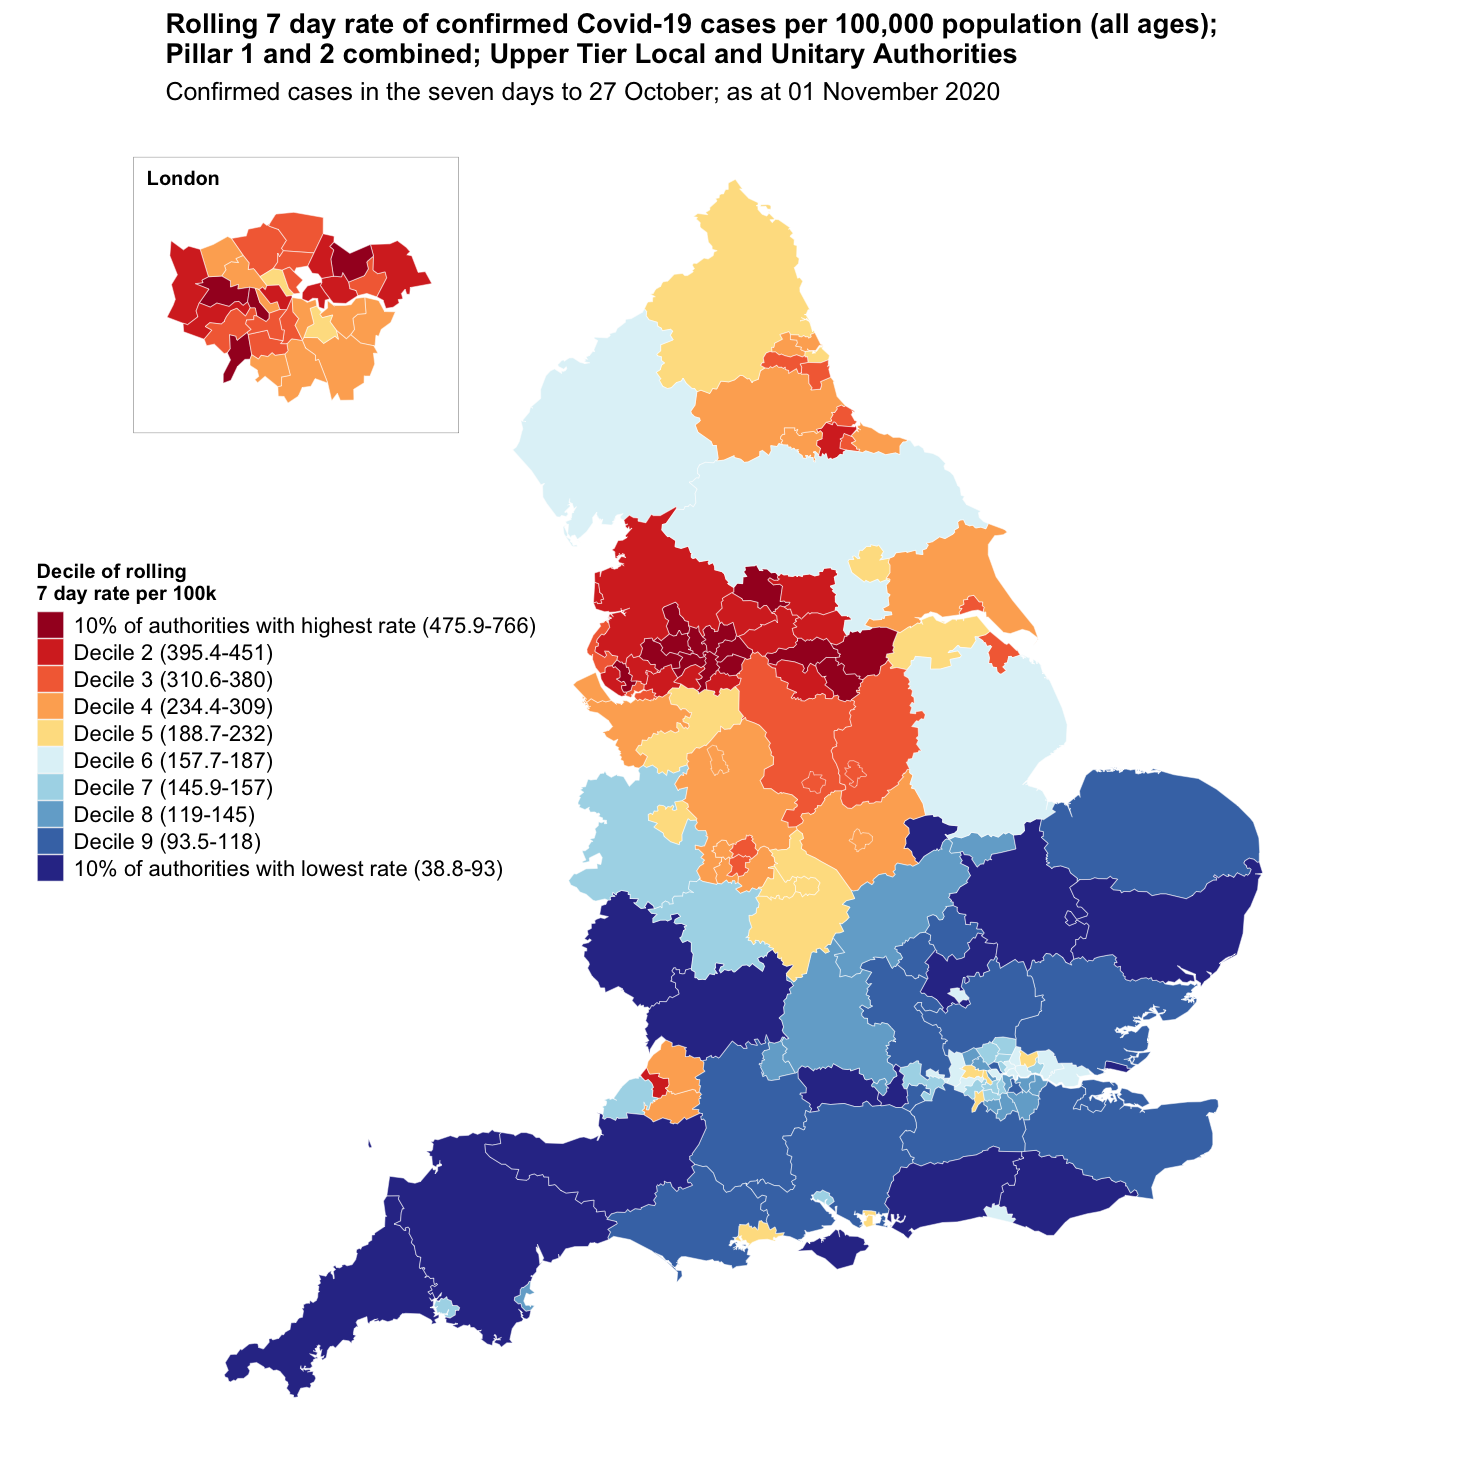 Rolling 7 day rate of confirmed Covid-19 cases per 100,000 population (all ages);
Pillar 1 and 2 combined; Upper Tier Local and Unitary Authorities
Confirmed cases in the seven days to 27 October; as at 01 November 2020
London
Decile of rolling
7 day rate per 100k
10% of authorities with highest rate (475.9-766)
Decile 2 (395.4-451)
Decile 3 (310.6-380)
Decile 4 (234.4-309)
Decile 5 (188.7-232)
Decile 6 (157.7-187)
Decile 7 (145.9-157)
Decile 8 (119-145)
Decile 9 (93.5-118)
10% of authorities with lowest rate (38.8-93)